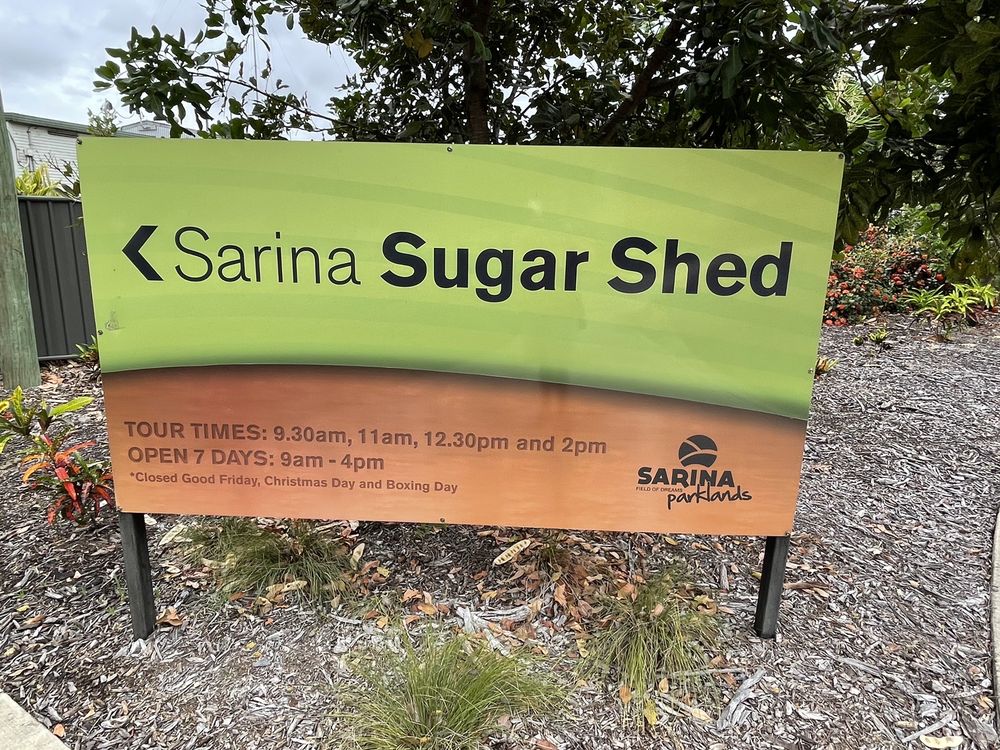 < Sarina Sugar Shed
TOUR TIMES: 9.30am, 11am, 12.30pm and 2pm
OPEN 7 DAYS: 9am - 4pm
*Closed Good Friday, Christmas Day and Boxing Day
SARINA
FIELD OF DREAMS
parklands